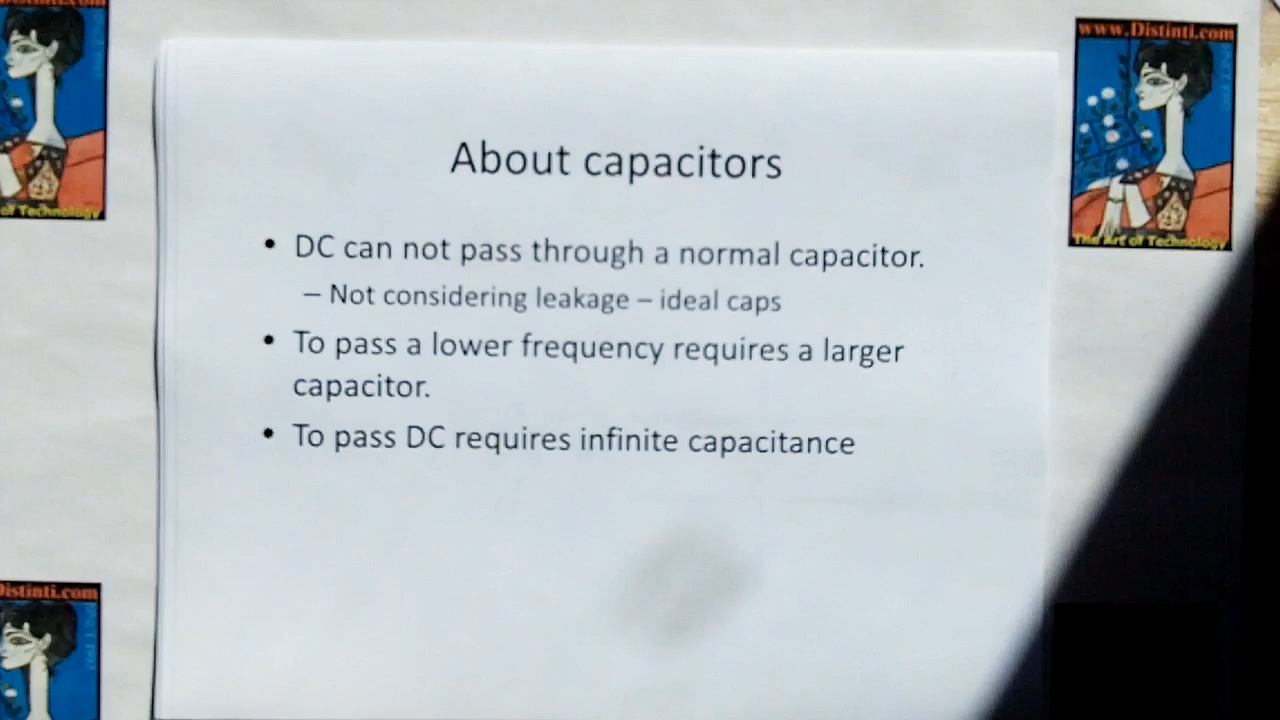 www.Distinti.com
About capacitors
• DC can not pass through a normal capacitor.
– Not considering leakage – ideal caps
• To pass a lower frequency requires a larger
capacitor.
• To pass DC requires infinite capacitance
The Art of Technology
of Technology
Distinti.com